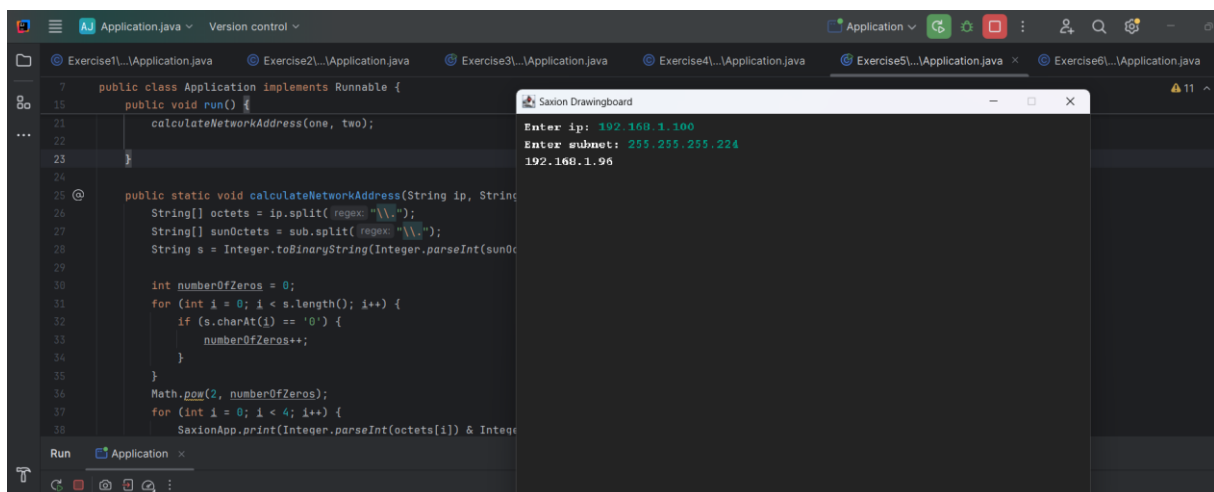 AJ Application.java Version control Application
Exercise1\...\Application.java Exercise2\...\Application.java Exercise3\...\Application.java Exercise4\...\Application.java Exercise5\...\Application.java × Exercise6\...\Application.java
7 public class Application implements Runnable { 11
15 public void run() {
21 calculateNetworkAddress(one, two);
22
23 }
24
25 @ public static void calculateNetworkAddress(String ip, String
26 String[] octets = ip.split( regex: "\\.");
27 String[] sunOctets = sub.split( regex: "\\.");
28 String s = Integer.toBinaryString(Integer.parseInt(sunOc
29
30 int numberOfZeros = 0;
31 for (int i = 0; i < s.length(); i++) {
32 if (s.charAt(i) == '0') {
33 numberOfZeros++;
34 }
35 }
36 Math.pow(2, numberOfZeros);
37 for (int i = 0; i < 4; i++) {
38 SaxionApp.print(Integer.parseInt(octets[i]) & Intege
Saxion Drawingboard
Enter ip: 192.168.1.100
Enter subnet: 255.255.255.224
192.168.1.96
Run Application ×